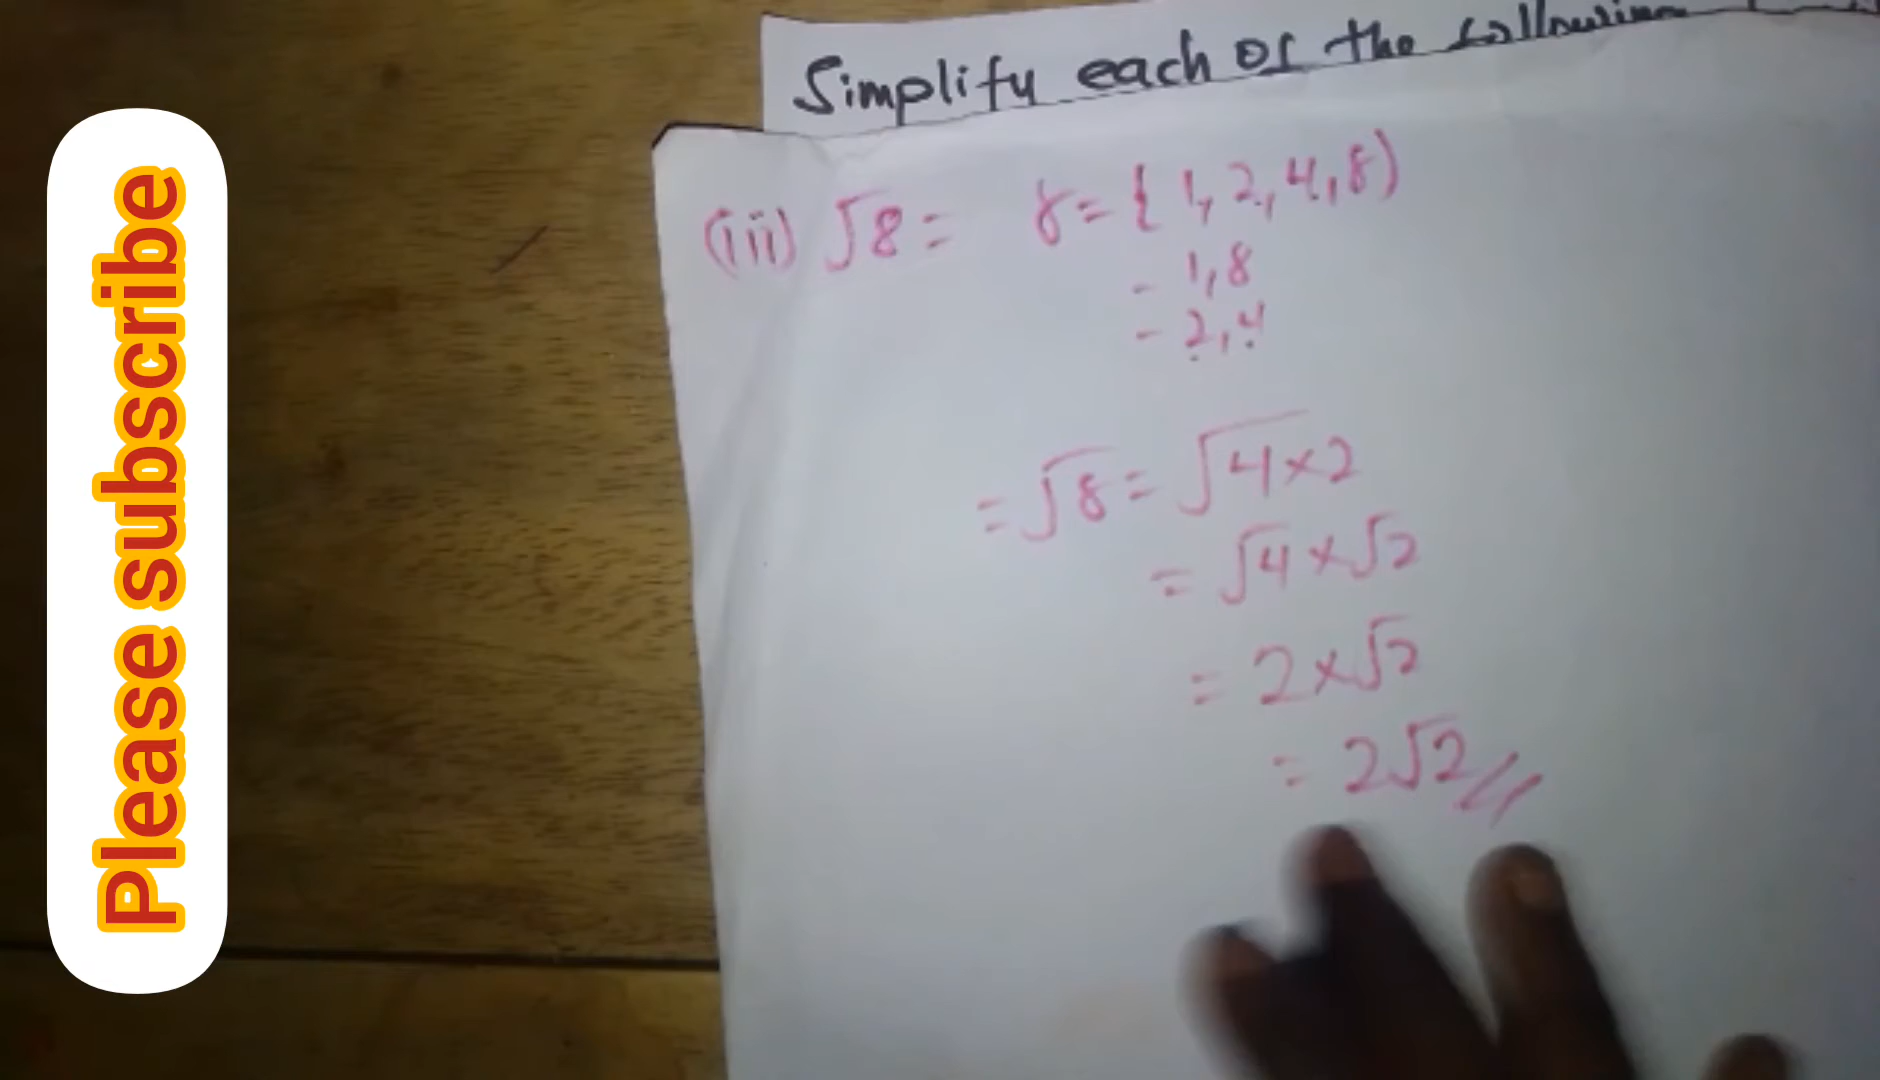 Please subscribe
Simplify each of the following
(iii) √8 = 8 = { 1, 2, 4, 8)
- 1, 8
- 2, 4
= √8 = √4 × 2
= √4 × √2
= 2 × √2
= 2√2 //